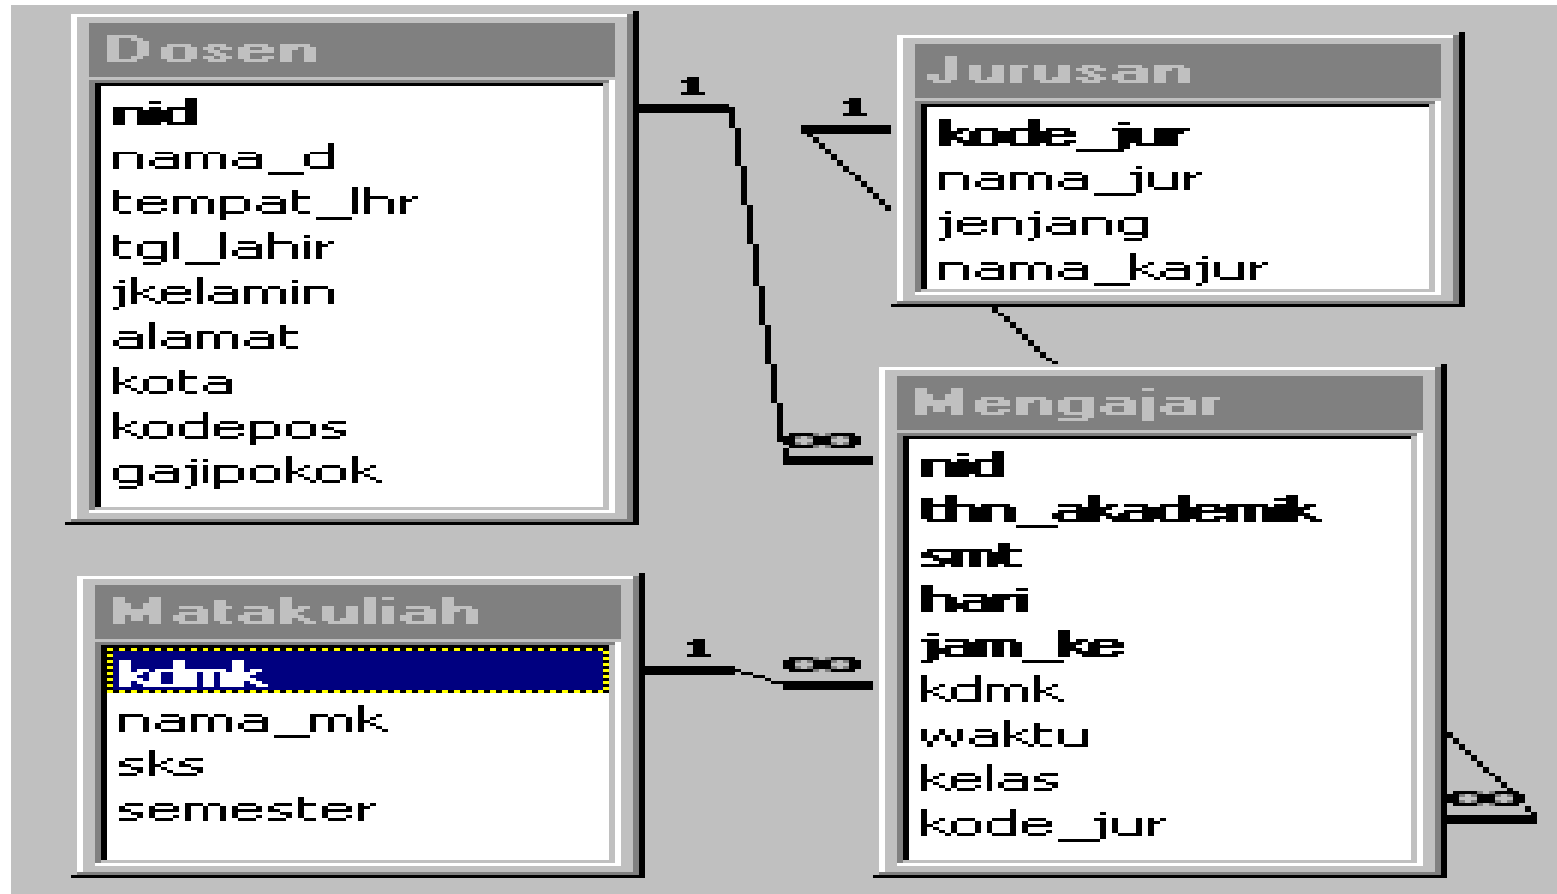 Dosen
nid
nama_d
tempat_lhr
tgl_lahir
jkelamin
alamat
kota
kodepos
gajipokok
1
1
Jurusan
kode_jur
nama_jur
jenjang
nama_kajur
Matakuliah
kdmk
nama_mk
sks
semester
1
∞
∞
Mengajar
nid
thn_akademik
smt
hari
jam_ke
kdmk
waktu
kelas
kode_jur
∞